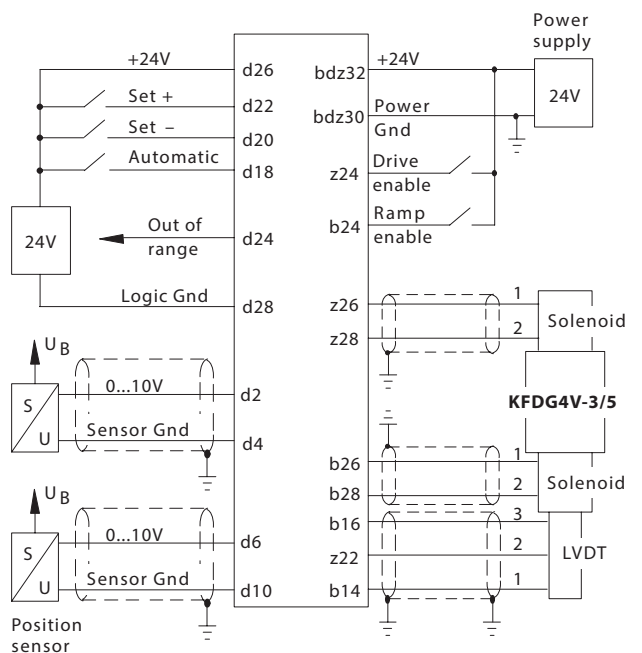 Power
supply
+24V
d26
bdz32
+24V
24V
Set +
d22
Set –
d20
bdz30
Power
Gnd
Automatic
d18
z24
Drive
enable
24V
Out of
range
d24
b24
Ramp
enable
Logic Gnd
d28
z26
1
Solenoid
z28
2
UB
S
U
0...10V
d2
Sensor Gnd
d4
KFDG4V-3/5
b26
1
b28
2
Solenoid
UB
S
U
0...10V
d6
Sensor Gnd
d10
b16
3
z22
2
LVDT
b14
1
Position
sensor